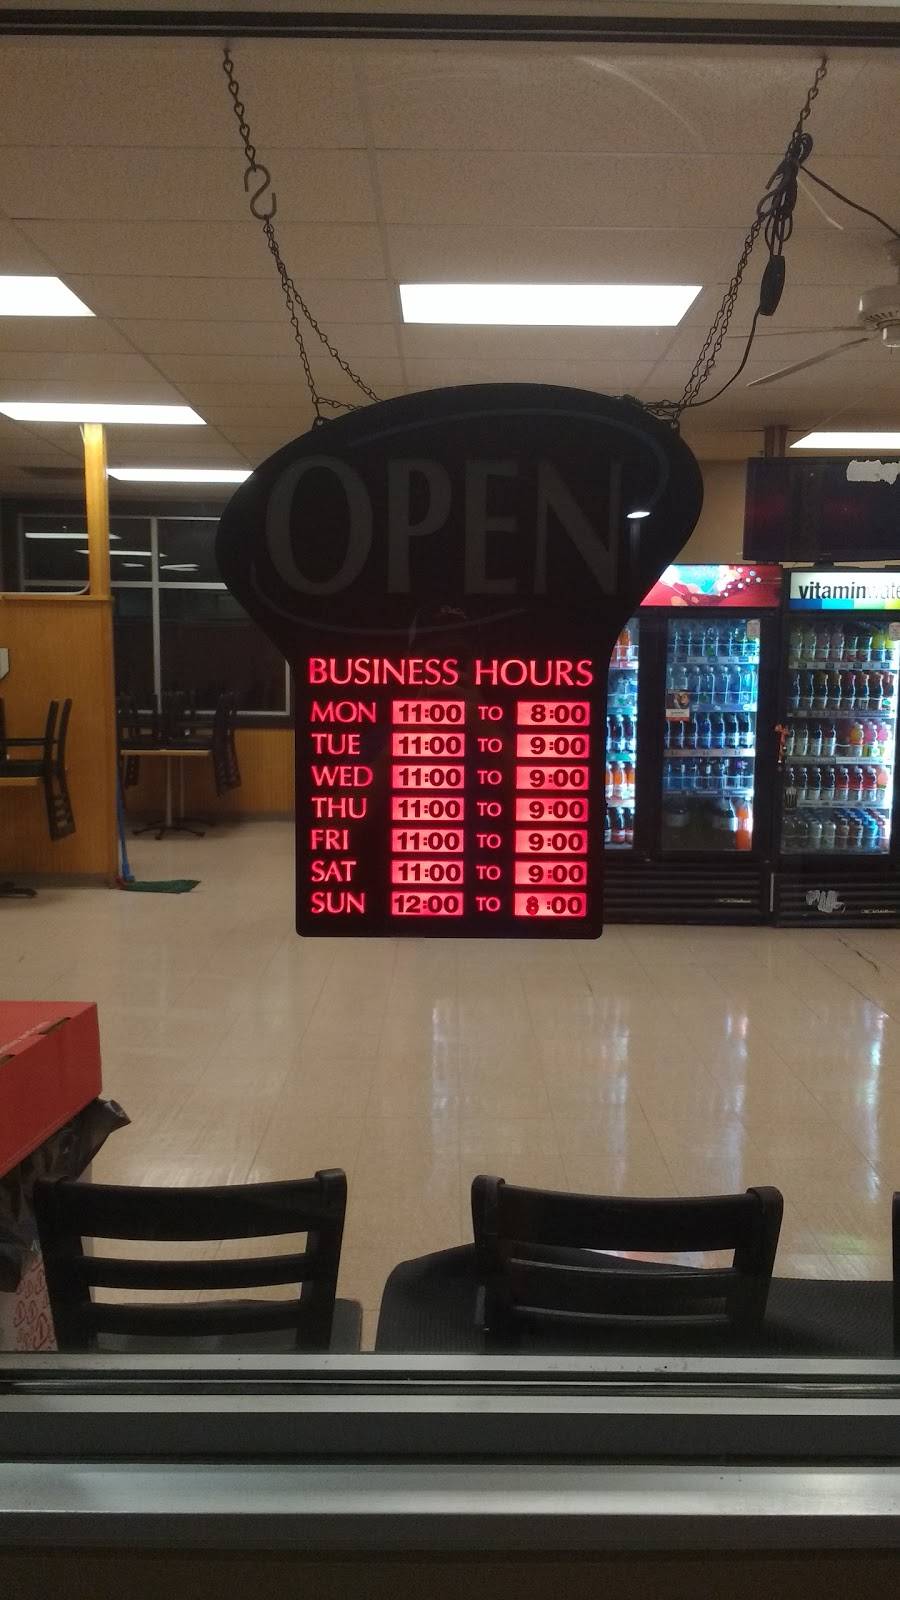 OPEN
BUSINESS HOURS
MON 11:00 TO 8:00
TUE 11:00 TO 9:00
WED 11:00 TO 9:00
THU 11:00 TO 9:00
FRI 11:00 TO 9:00
SAT 11:00 TO 9:00
SUN 12:00 TO 8:00
vitaminwate